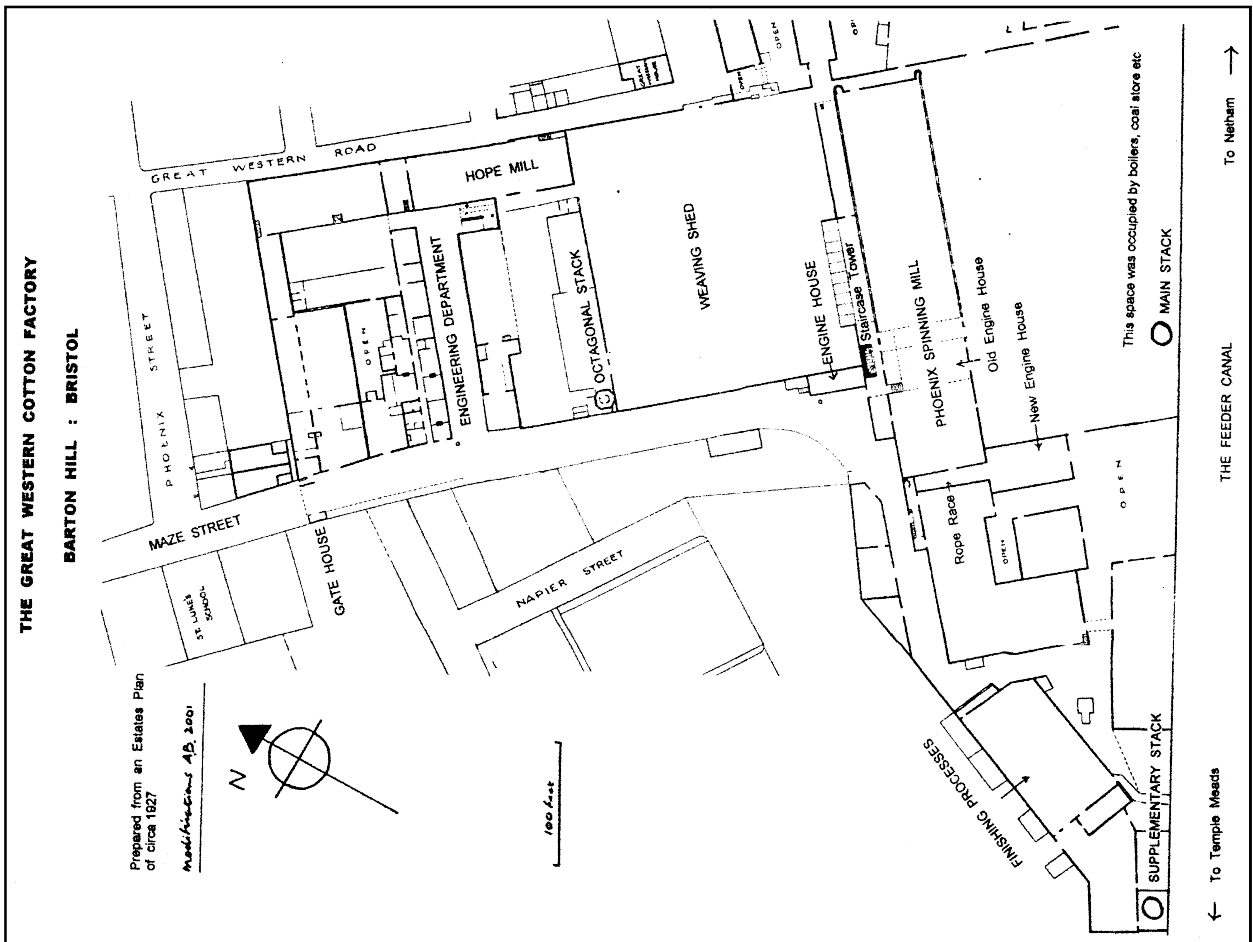 THE GREAT WESTERN COTTON FACTORY
BARTON HILL : BRISTOL
Prepared from an Estates Plan
of circa 1927
modifications A.B. 2001
N
100 feet
PHOENIX STREET
GREAT WESTERN ROAD
MAZE STREET
ST. LUKE'S
SCHOOL
GATE HOUSE
NAPIER STREET
OPEN
ENGINEERING DEPARTMENT
HOPE MILL
OCTAGONAL STACK
WEAVING SHED
OPEN
OPEN
OPEN
ENGINE HOUSE
Staircase Tower
PHOENIX SPINNING MILL
Old Engine House
New Engine House
Rope Race
OPEN
OPEN
FINISHING PROCESSES
This space was occupied by boilers, coal store etc
MAIN STACK
SUPPLEMENTARY STACK
THE FEEDER CANAL
← To Temple Meads
To Netham →